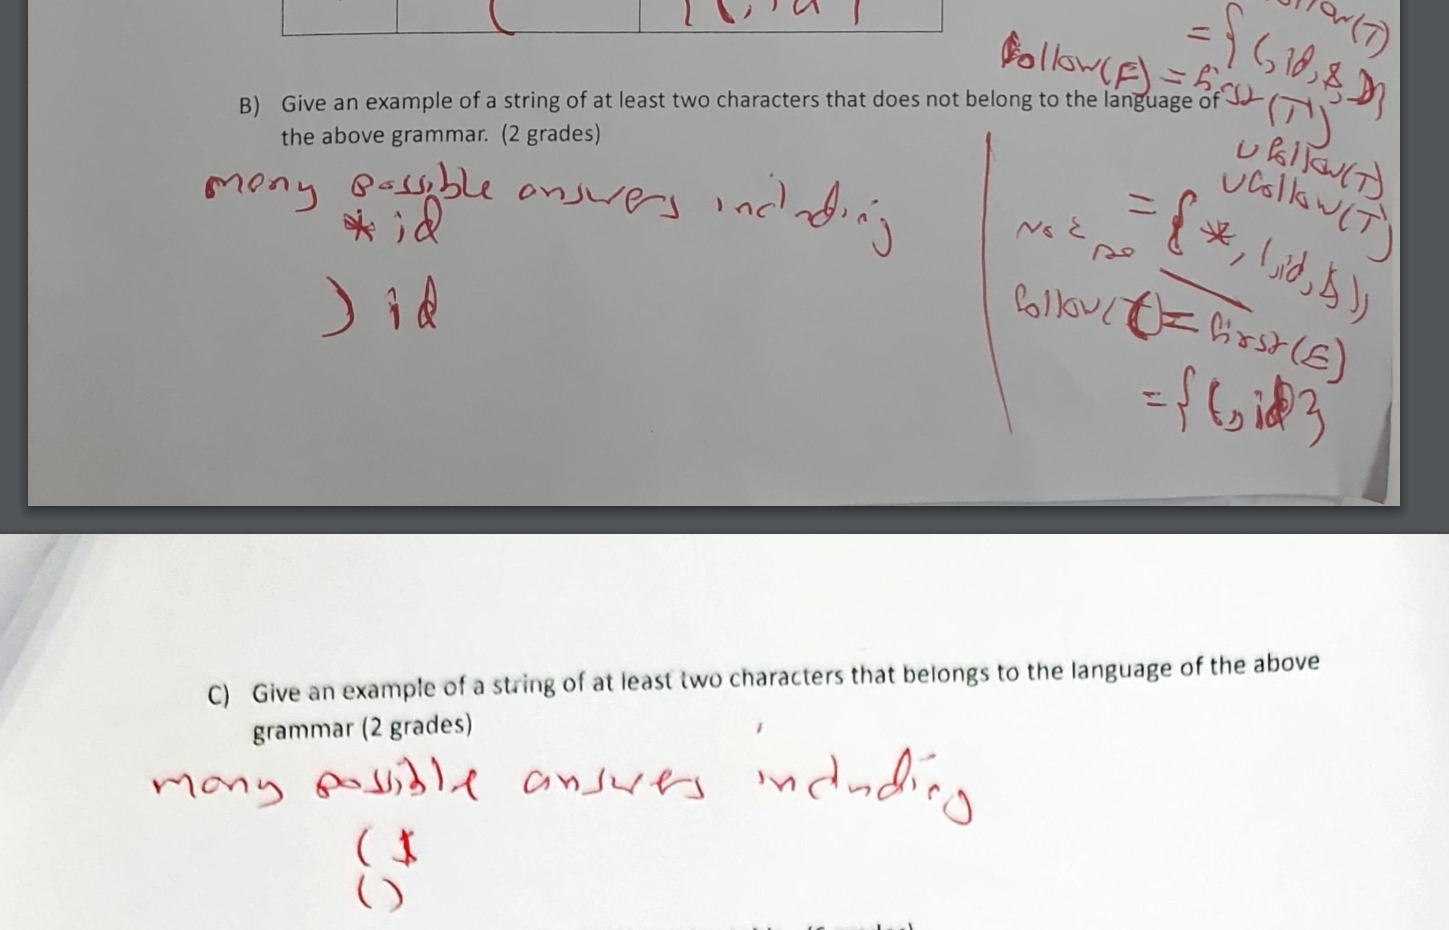 Follow(F) = First(T)
= { (, id, $, )}
B) Give an example of a string of at least two characters that does not belong to the language of
the above grammar. (2 grades)
U Follow(T)
U Follow(T)
= { *, (, id, $ ),
many possible answers including
* id
) id
No ε
Follow(C) = First(E)
= { (, id }
C) Give an example of a string of at least two characters that belongs to the language of the above
grammar (2 grades)
many possible answers including
( $
()